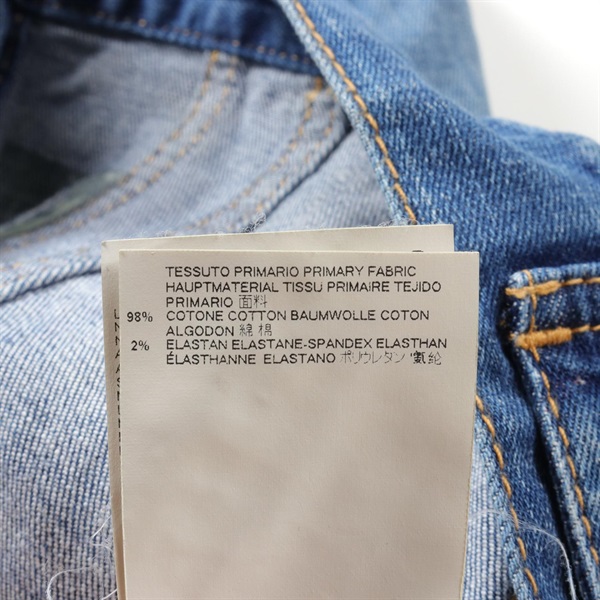 TESSUTO PRIMARIO PRIMARY FABRIC
HAUPTMATERIAL TISSU PRIMAIRE TEJIDO
PRIMARIO 面料
98% COTONE COTTON BAUMWOLLE COTON
ALGODON 綿 棉
2% ELASTAN ELASTANE-SPANDEX ELASTHAN
ÉLASTHANNE ELASTANO ポリウレタン 氨纶